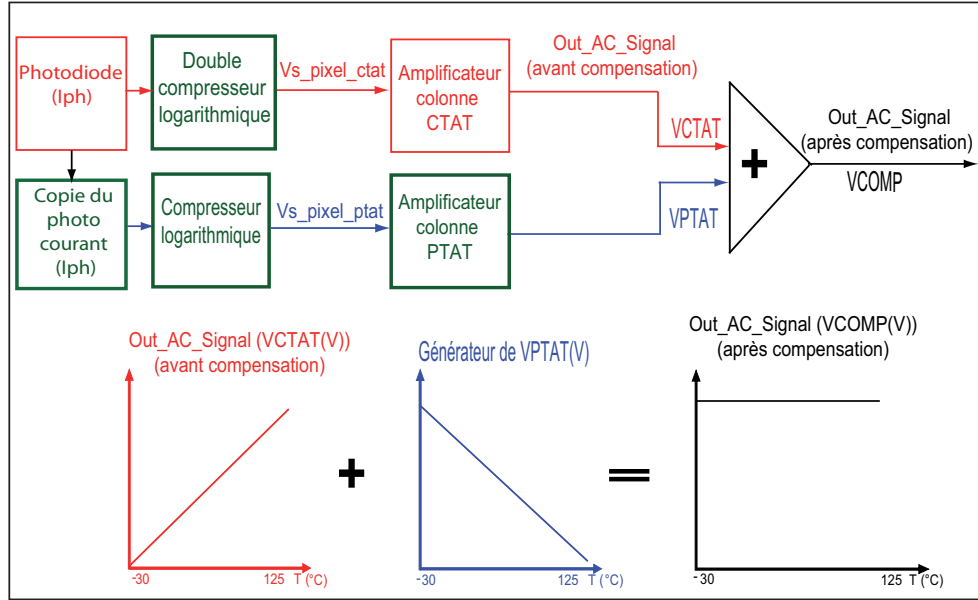 Photodiode
(Iph)
Double
compresseur
logarithmique
Vs_pixel_ctat
Amplificateur
colonne
CTAT
Out_AC_Signal
(avant compensation)
VCTAT
+
Out_AC_Signal
(après compensation)
VCOMP
Copie du
photo
courant
(Iph)
Compresseur
logarithmique
Vs_pixel_ptat
Amplificateur
colonne
PTAT
VPTAT
Out_AC_Signal (VCTAT(V))
(avant compensation)
-30
125 T (°C)
+
Générateur de VPTAT(V)
-30
125 T (°C)
=
Out_AC_Signal (VCOMP(V))
(après compensation)
- 30
125 T (°C)